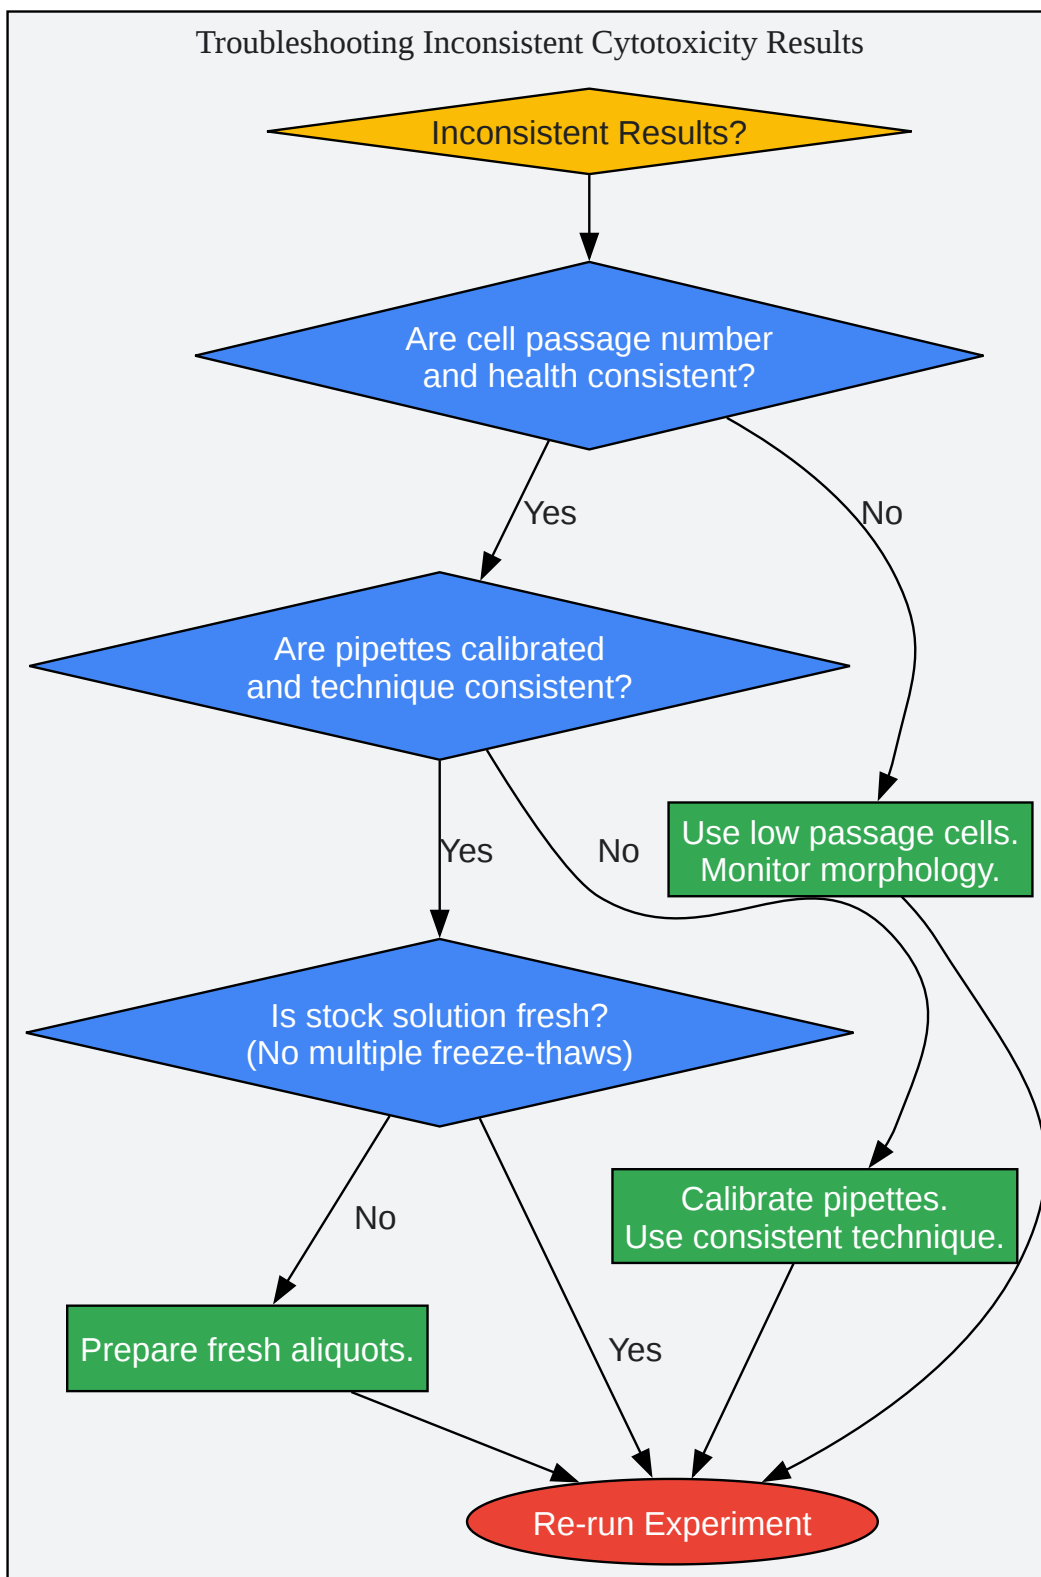 Troubleshooting Inconsistent Cytotoxicity Results
Inconsistent Results?
Are cell passage number
and health consistent?
Yes
No
Are pipettes calibrated
and technique consistent?
Yes
No
Use low passage cells.
Monitor morphology.
Is stock solution fresh?
(No multiple freeze-thaws)
No
Calibrate pipettes.
Use consistent technique.
Prepare fresh aliquots.
Yes
Re-run Experiment